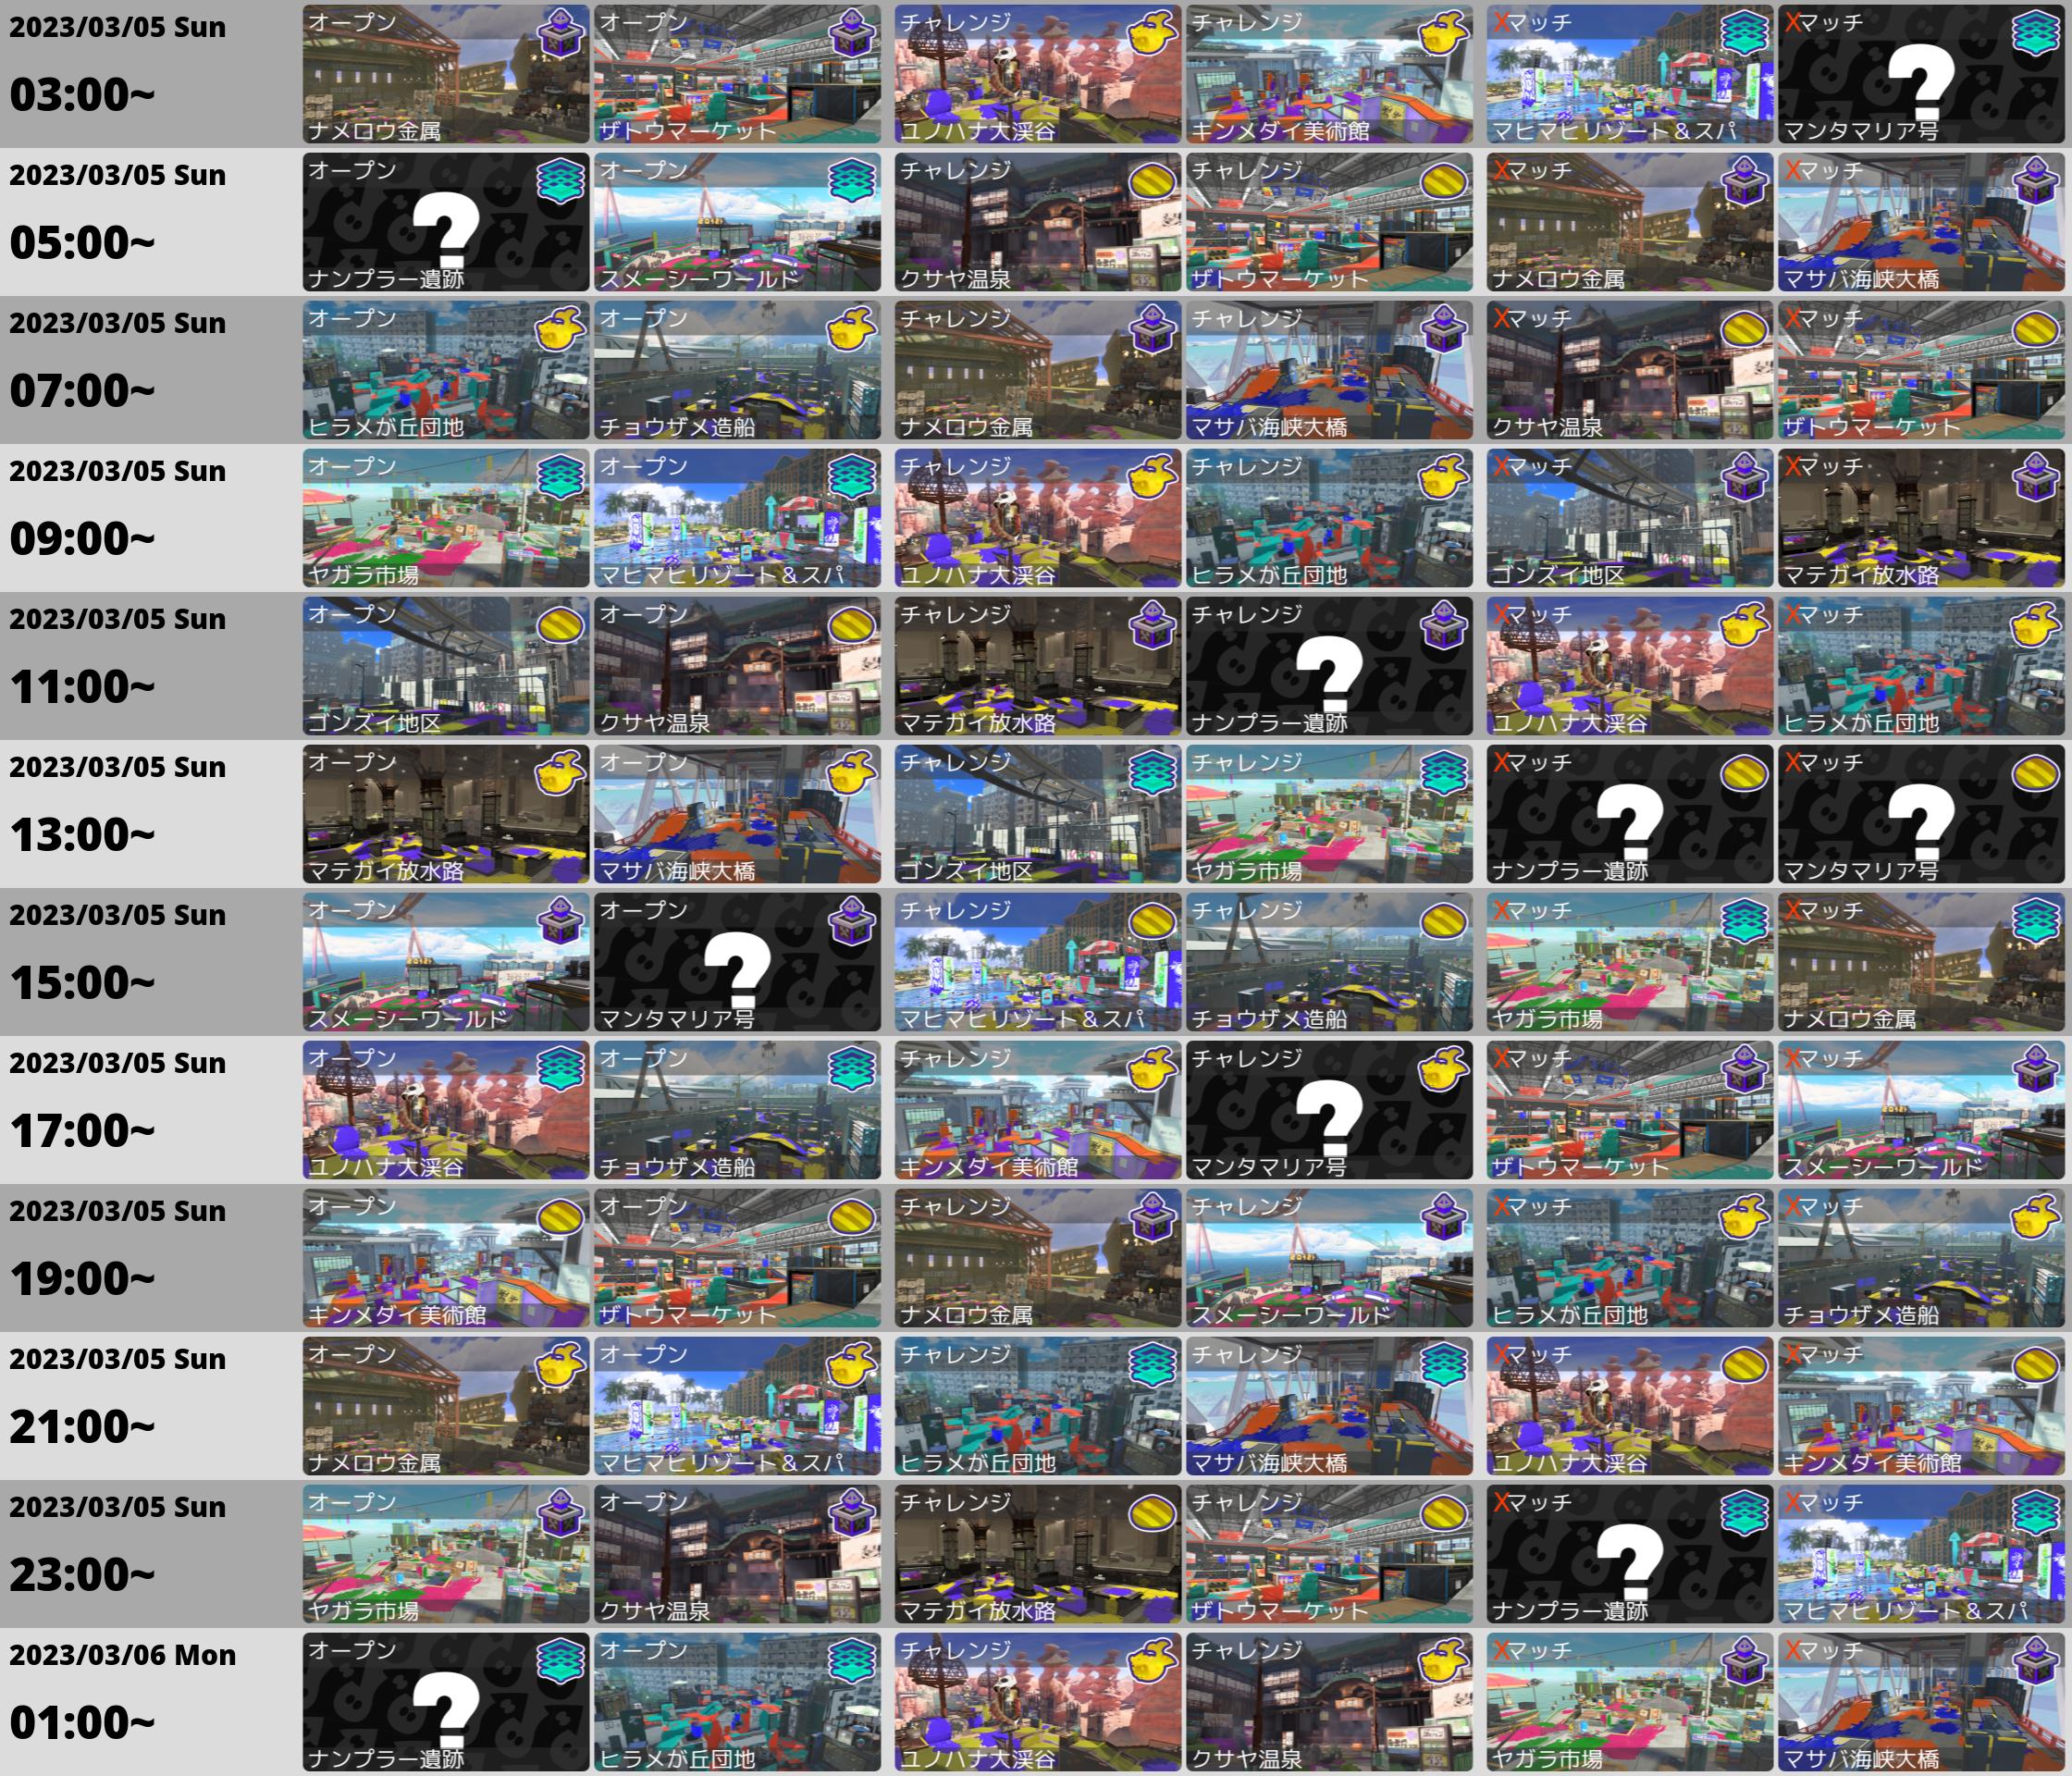 2023/03/05 Sun
03:00~
オープン オープン チャレンジ チャレンジ Xマッチ Xマッチ
ナメロウ金属 ザトウマーケット ユノハナ大渓谷 キンメダイ美術館 マヒマヒリゾート＆スパ マンタマリア号
2023/03/05 Sun
05:00~
オープン オープン チャレンジ チャレンジ Xマッチ Xマッチ
ナンプラー遺跡 スメーシーワールド クサヤ温泉 ザトウマーケット ナメロウ金属 マサバ海峡大橋
2023/03/05 Sun
07:00~
オープン オープン チャレンジ チャレンジ Xマッチ Xマッチ
ヒラメが丘団地 チョウザメ造船 ナメロウ金属 マサバ海峡大橋 クサヤ温泉 ザトウマーケット
2023/03/05 Sun
09:00~
オープン オープン チャレンジ チャレンジ Xマッチ Xマッチ
ヤガラ市場 マヒマヒリゾート＆スパ ユノハナ大渓谷 ヒラメが丘団地 ゴンズイ地区 マテガイ放水路
2023/03/05 Sun
11:00~
オープン オープン チャレンジ チャレンジ Xマッチ Xマッチ
ゴンズイ地区 クサヤ温泉 マテガイ放水路 ナンプラー遺跡 ユノハナ大渓谷 ヒラメが丘団地
2023/03/05 Sun
13:00~
オープン オープン チャレンジ チャレンジ Xマッチ Xマッチ
マテガイ放水路 マサバ海峡大橋 ゴンズイ地区 ヤガラ市場 ナンプラー遺跡 マンタマリア号
2023/03/05 Sun
15:00~
オープン オープン チャレンジ チャレンジ Xマッチ Xマッチ
スメーシーワールド マンタマリア号 マヒマヒリゾート＆スパ チョウザメ造船 ヤガラ市場 ナメロウ金属
2023/03/05 Sun
17:00~
オープン オープン チャレンジ チャレンジ Xマッチ Xマッチ
ユノハナ大渓谷 チョウザメ造船 キンメダイ美術館 マンタマリア号 ザトウマーケット スメーシーワールド
2023/03/05 Sun
19:00~
オープン オープン チャレンジ チャレンジ Xマッチ Xマッチ
キンメダイ美術館 ザトウマーケット ナメロウ金属 スメーシーワールド ヒラメが丘団地 チョウザメ造船
2023/03/05 Sun
21:00~
オープン オープン チャレンジ チャレンジ Xマッチ Xマッチ
ナメロウ金属 マヒマヒリゾート＆スパ ヒラメが丘団地 マサバ海峡大橋 ユノハナ大渓谷 キンメダイ美術館
2023/03/05 Sun
23:00~
オープン オープン チャレンジ チャレンジ Xマッチ Xマッチ
ヤガラ市場 クサヤ温泉 マテガイ放水路 ザトウマーケット ナンプラー遺跡 マヒマヒリゾート＆スパ
2023/03/06 Mon
01:00~
オープン オープン チャレンジ チャレンジ Xマッチ Xマッチ
ナンプラー遺跡 ヒラメが丘団地 ユノハナ大渓谷 クサヤ温泉 ヤガラ市場 マサバ海峡大橋